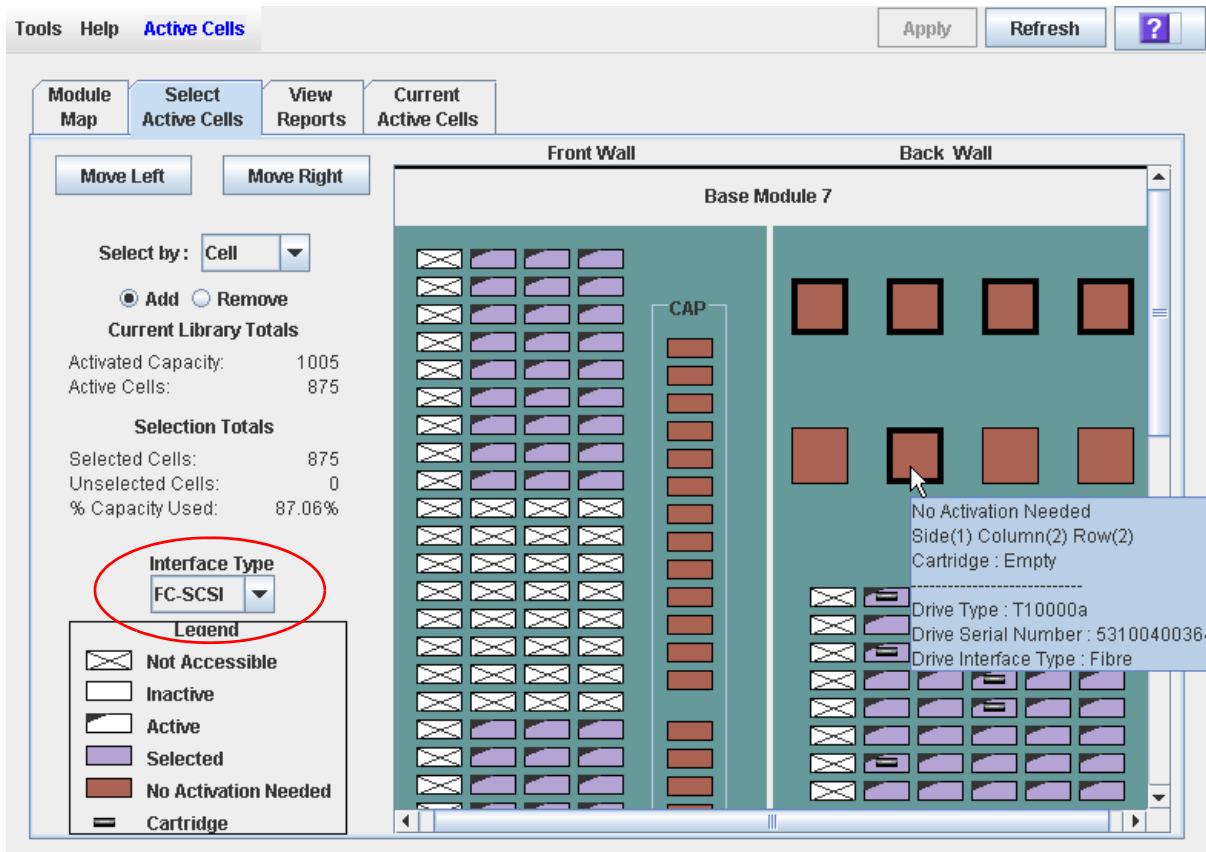 Tools Help Active Cells Apply Refresh ?
Module Map
Select Active Cells
View Reports
Current Active Cells
Move Left Move Right
Select by : Cell
Add Remove
Current Library Totals
Activated Capacity: 1005
Active Cells: 875
Selection Totals
Selected Cells: 875
Unselected Cells: 0
% Capacity Used: 87.06%
Interface Type
FC-SCSI
Legend
Not Accessible
Inactive
Active
Selected
No Activation Needed
Cartridge
Front Wall Back Wall
Base Module 7
CAP
No Activation Needed
Side(1) Column(2) Row(2)
Cartridge : Empty
--------------------------
Drive Type : T10000a
Drive Serial Number : 5310040036
Drive Interface Type : Fibre